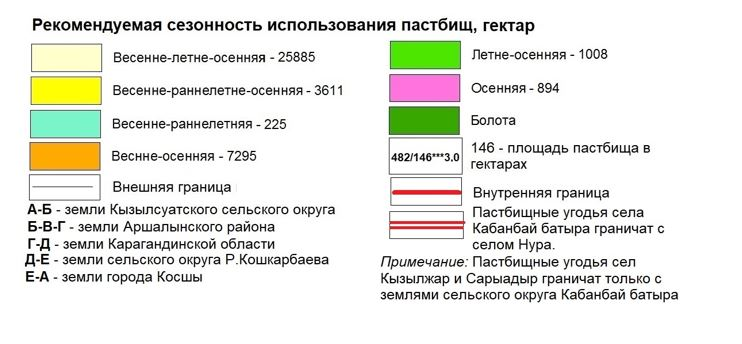 Рекомендуемая сезонность использования пастбищ, гектар
Весенне-летне-осенняя - 25885
Весенне-раннелетне-осенняя - 3611
Весенне-раннелетняя - 225
Веснне-осенняя - 7295
Внешняя граница
А-Б - земли Кызылсуатского сельского округа
Б-В-Г - земли Аршалынского района
Г-Д - земли Карагандинской области
Д-Е - земли сельского округа Р.Кошкарбаева
Е-А - земли города Косшы
Летне-осенняя - 1008
Осенняя - 894
Болота
482/146***3,0
146 - площадь пастбища в
гектарах
Внутренняя граница
Пастбищные угодья села
Кабанбай батыра граничат с
селом Нура.
Примечание: Пастбищные угодья сел
Кызылжар и Сарыадыр граничат только с
землями сельского округа Кабанбай батыра